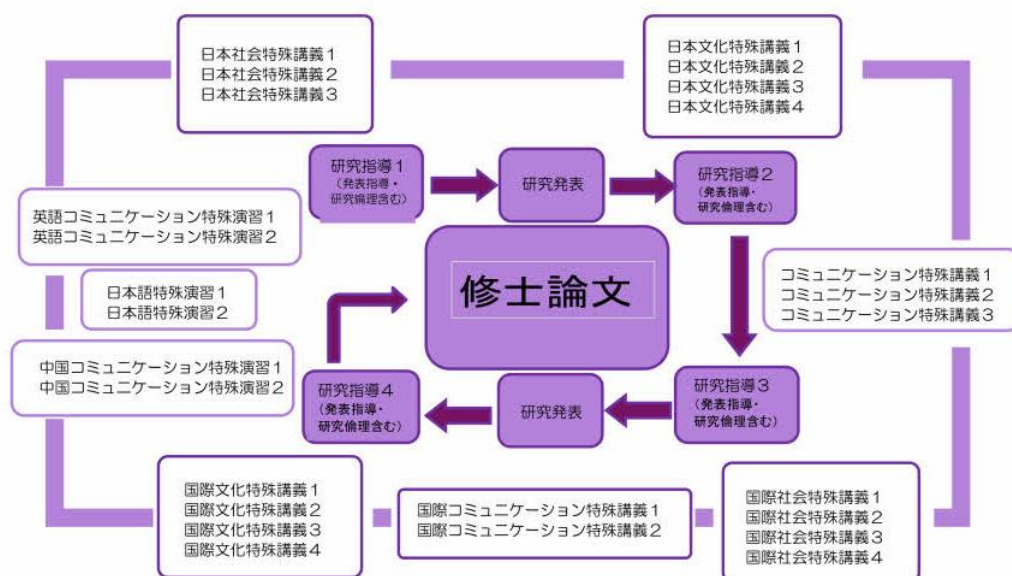 日本社会特殊講義1
日本社会特殊講義2
日本社会特殊講義3
日本文化特殊講義1
日本文化特殊講義2
日本文化特殊講義3
日本文化特殊講義4
研究指導1
(発表指導・
研究倫理含む)
研究発表
研究指導2
(発表指導・
研究倫理含む)
英語コミュニケーション特殊演習1
英語コミュニケーション特殊演習2
日本語特殊演習1
日本語特殊演習2
中国コミュニケーション特殊演習1
中国コミュニケーション特殊演習2
修士論文
コミュニケーション特殊講義1
コミュニケーション特殊講義2
コミュニケーション特殊講義3
研究指導4
(発表指導・
研究倫理含む)
研究発表
研究指導3
(発表指導・
研究倫理含む)
国際文化特殊講義1
国際文化特殊講義2
国際文化特殊講義3
国際文化特殊講義4
国際コミュニケーション特殊講義1
国際コミュニケーション特殊講義2
国際社会特殊講義1
国際社会特殊講義2
国際社会特殊講義3
国際社会特殊講義4